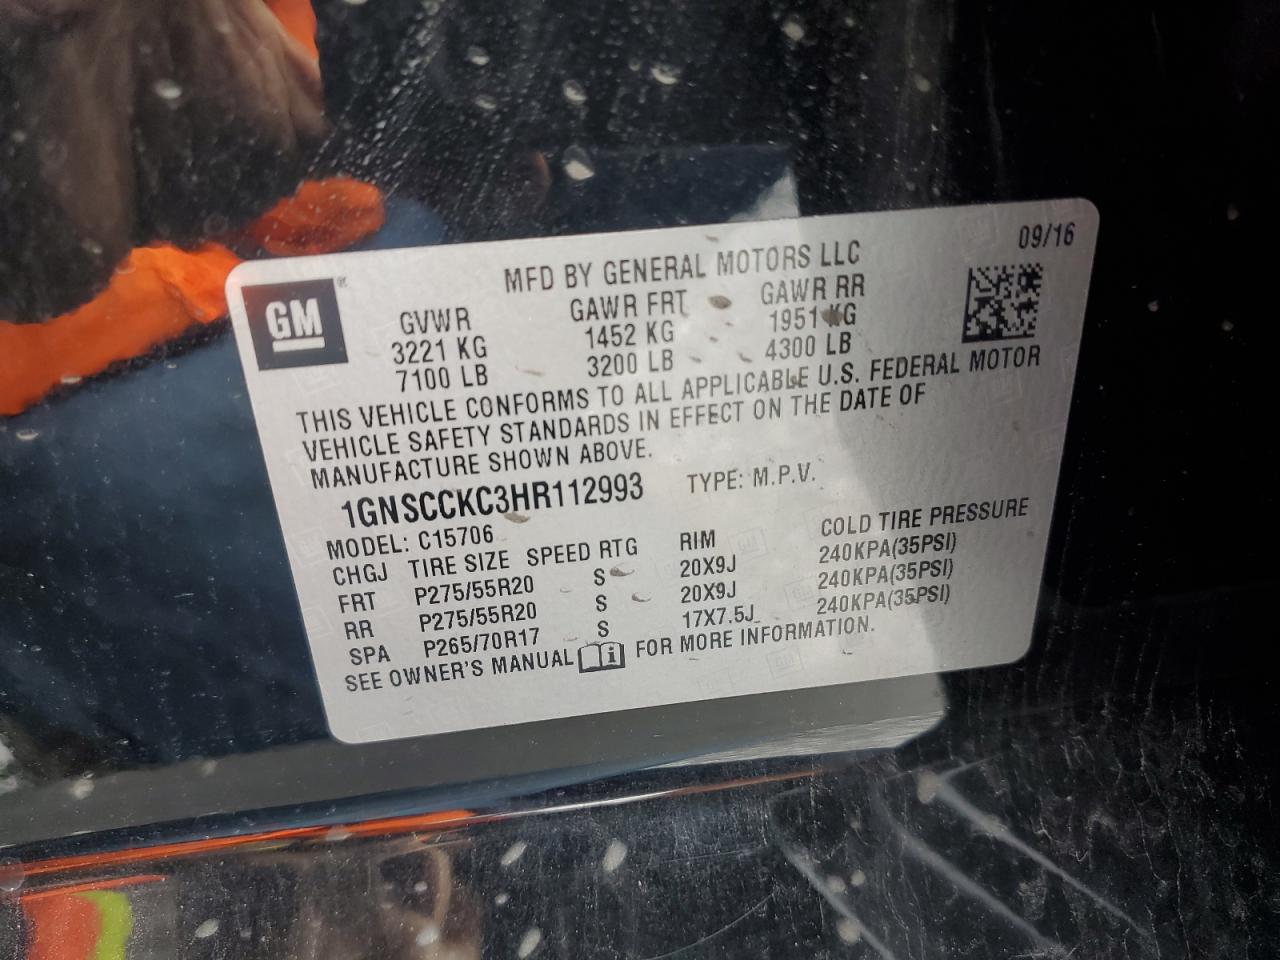 09/16
MFD BY GENERAL MOTORS LLC
GM ®
GVWR GAWR FRT GAWR RR
3221 KG 1452 KG 1951 KG
7100 LB 3200 LB 4300 LB
THIS VEHICLE CONFORMS TO ALL APPLICABLE U.S. FEDERAL MOTOR
VEHICLE SAFETY STANDARDS IN EFFECT ON THE DATE OF
MANUFACTURE SHOWN ABOVE.
1GNSCCKC3HR112993 TYPE: M.P.V.
MODEL: C15706
CHGJ TIRE SIZE SPEED RTG RIM COLD TIRE PRESSURE
FRT P275/55R20 S 20X9J 240KPA(35PSI)
RR P275/55R20 S 20X9J 240KPA(35PSI)
SPA P265/70R17 S 17X7.5J 240KPA(35PSI)
SEE OWNER'S MANUAL FOR MORE INFORMATION.